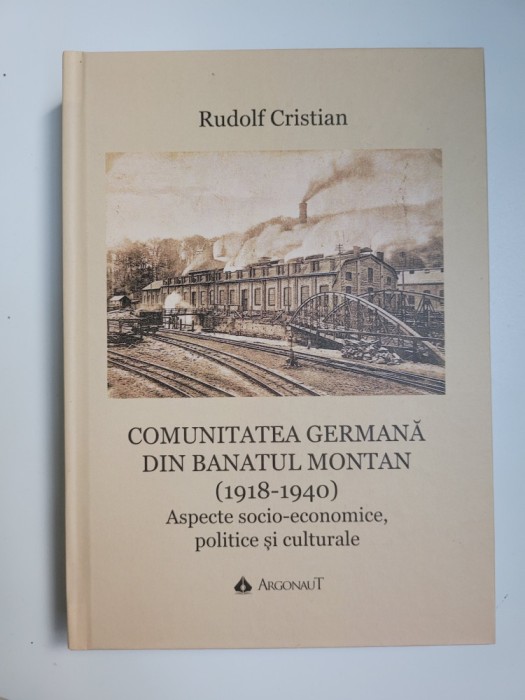 Rudolf Cristian
COMUNITATEA GERMANĂ
DIN BANATUL MONTAN
(1918-1940)
Aspecte socio-economice,
politice și culturale
ARGONAUT